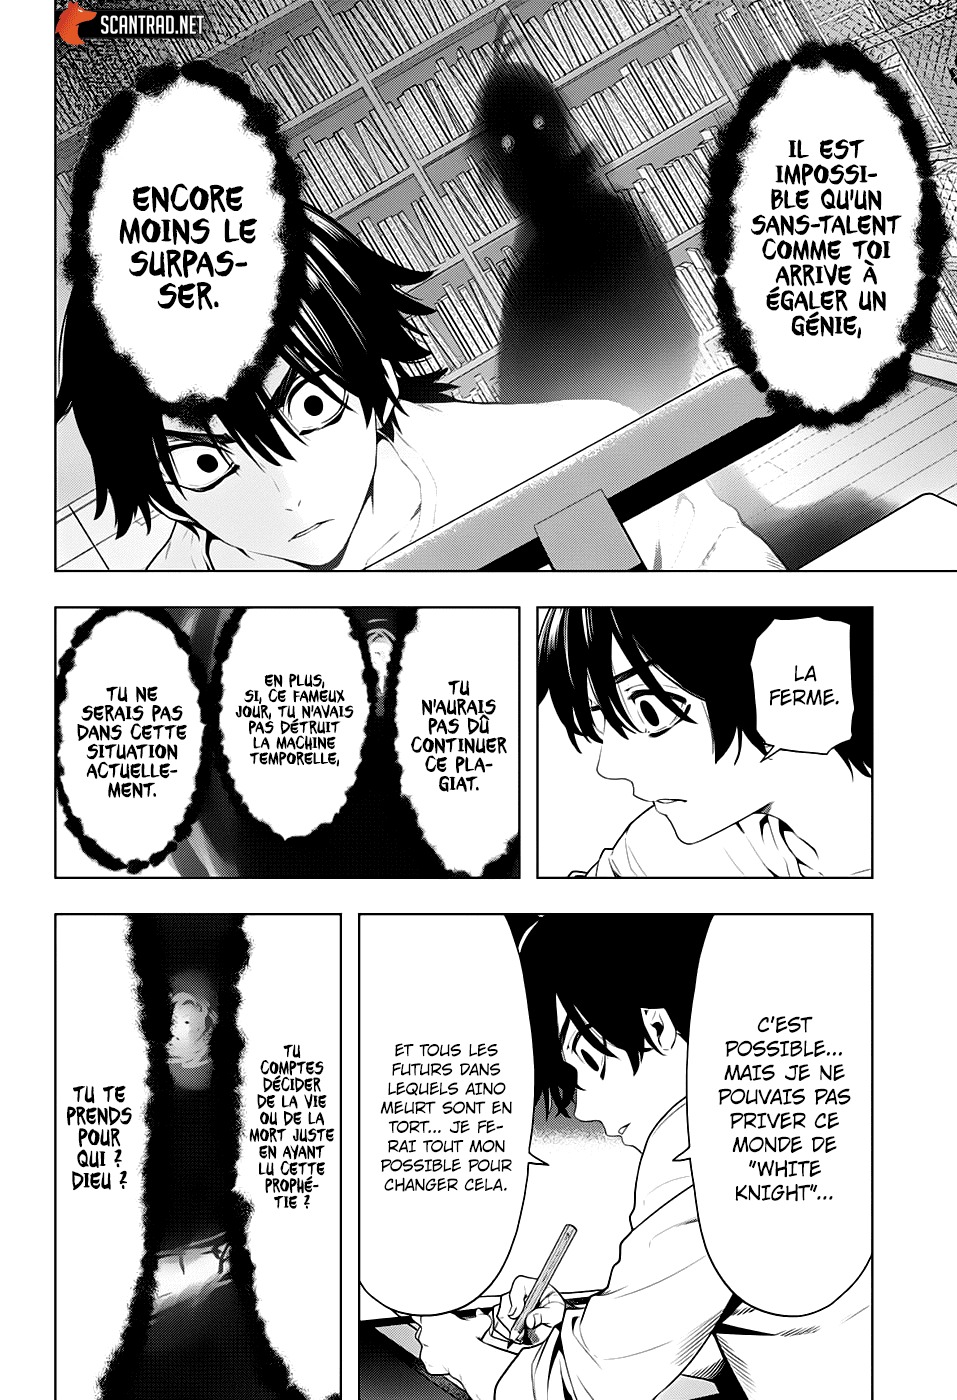 SCANTRAD.NET
IL EST
IMPOSSI-
BLE QU'UN
SANS-TALENT
COMME TOI
ARRIVE À
ÉGALER UN
GÉNIE,
ENCORE
MOINS LE
SURPAS-
SER.
LA
FERME.
TU
N'AURAIS
PAS DÛ
CONTINUER
CE PLA-
GIAT.
EN PLUS,
SI, CE FAMEUX
JOUR, TU N'AVAIS
PAS DÉTRUIT
LA MACHINE
TEMPORELLE,
TU NE
SERAIS PAS
DANS CETTE
SITUATION
ACTUELLE-
MENT.
C'EST
POSSIBLE...
MAIS JE NE
POUVAIS PAS
PRIVER CE
MONDE DE
"WHITE
KNIGHT"...
ET TOUS LES
FUTURS DANS
LEQUELS AINO
MEURT SONT EN
TORT... JE FE-
RAI TOUT MON
POSSIBLE POUR
CHANGER CELA.
TU
COMPTES
DÉCIDER
DE LA VIE
OU DE LA
MORT JUSTE
EN AYANT
LU CETTE
PROPHÉ-
TIE ?
TU TE
PRENDS
POUR
QUI ?
DIEU ?